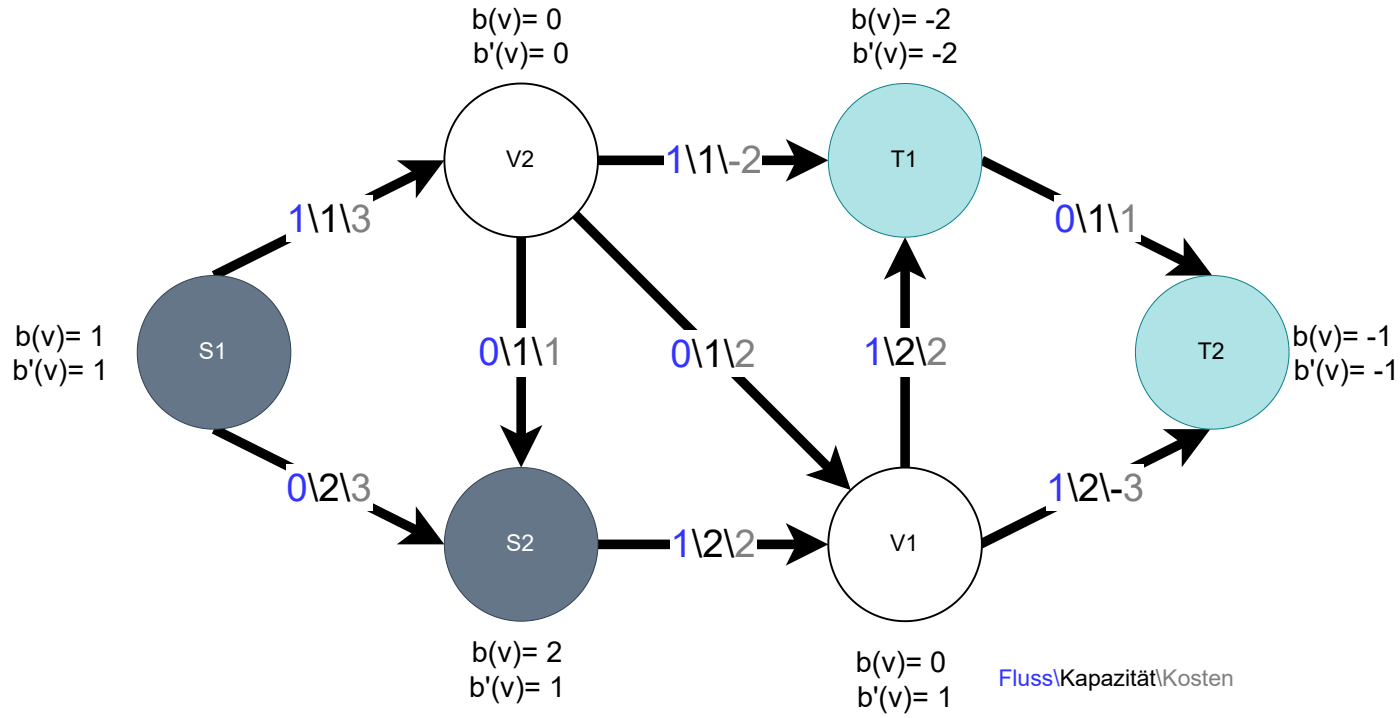 b(v)= 0
b'(v)= 0
b(v)= -2
b'(v)= -2
V2
1\1\-2
T1
1\1\3
0\1\1
b(v)= 1
b'(v)= 1
S1
0\1\1
0\1\2
1\2\2
T2
b(v)= -1
b'(v)= -1
0\2\3
1\2\-3
S2
1\2\2
V1
b(v)= 2
b'(v)= 1
b(v)= 0
b'(v)= 1
Fluss\Kapazität\Kosten